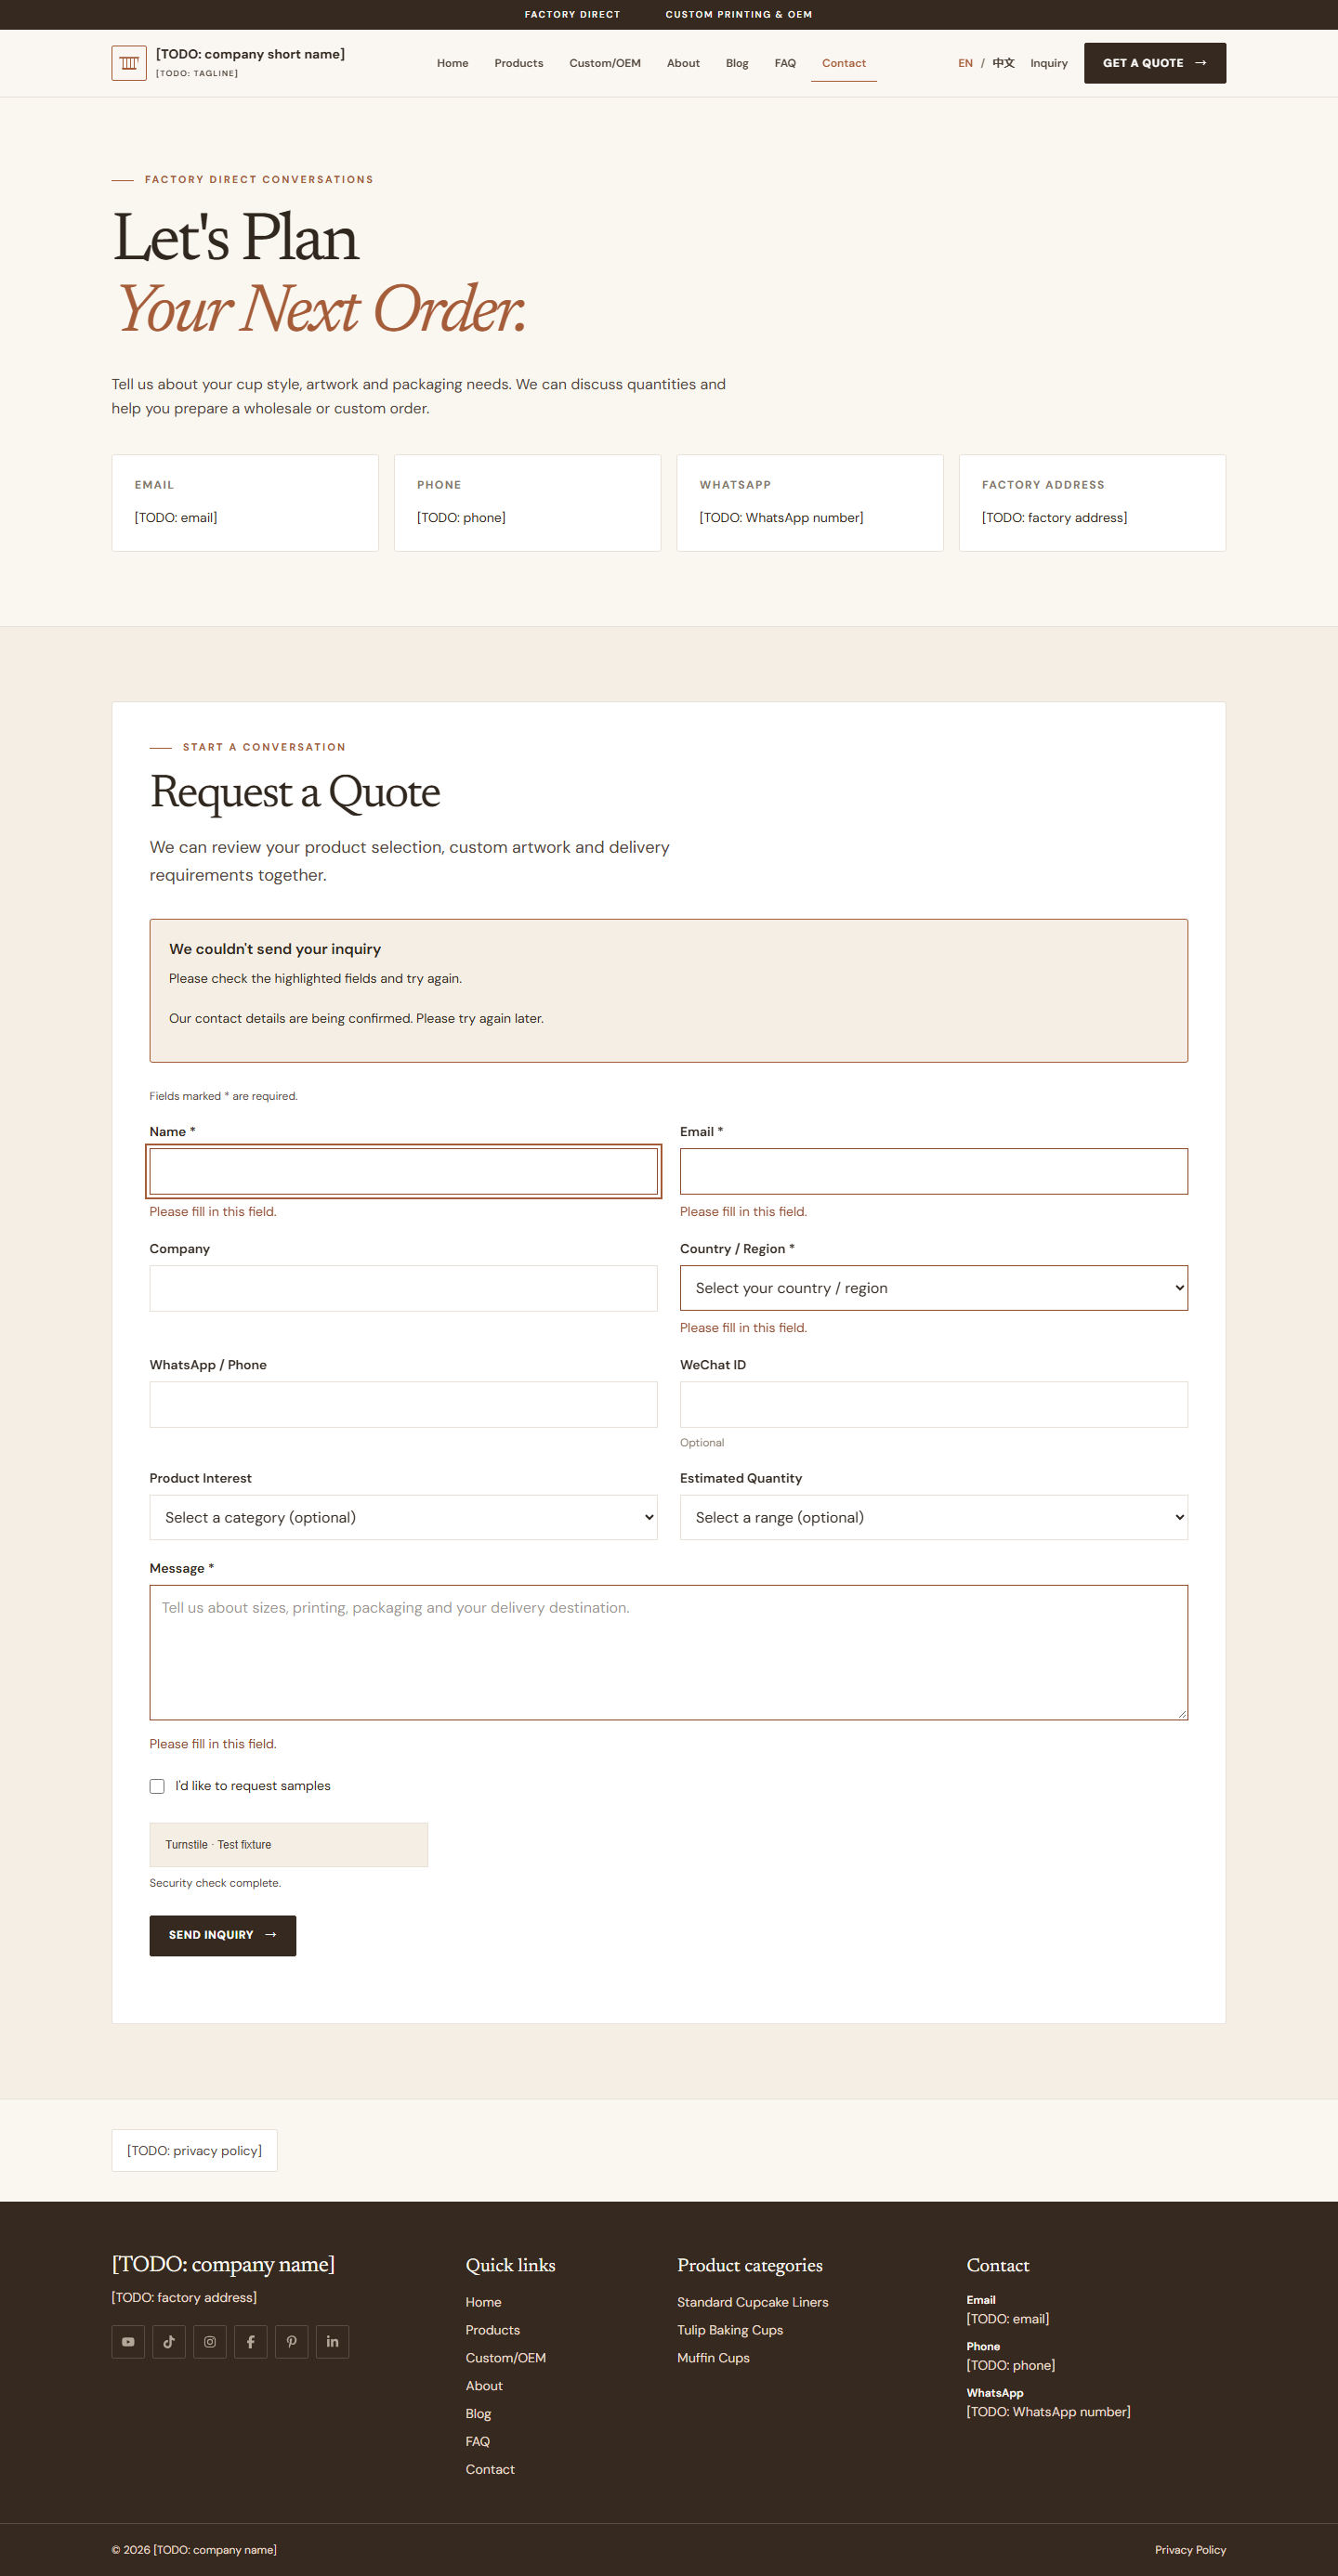 FACTORY DIRECT CUSTOM PRINTING & OEM
[TODO: company short name]
[TODO: TAGLINE]
Home Products Custom/OEM About Blog FAQ Contact EN / 中文 Inquiry GET A QUOTE →
FACTORY DIRECT CONVERSATIONS
Let's Plan
Your Next Order.
Tell us about your cup style, artwork and packaging needs. We can discuss quantities and
help you prepare a wholesale or custom order.
EMAIL
[TODO: email]
PHONE
[TODO: phone]
WHATSAPP
[TODO: WhatsApp number]
FACTORY ADDRESS
[TODO: factory address]
START A CONVERSATION
Request a Quote
We can review your product selection, custom artwork and delivery
requirements together.
We couldn't send your inquiry
Please check the highlighted fields and try again.
Our contact details are being confirmed. Please try again later.
Fields marked * are required.
Name *
Please fill in this field.
Email *
Please fill in this field.
Company
Country / Region *
Select your country / region
Please fill in this field.
WhatsApp / Phone
WeChat ID
Optional
Product Interest
Select a category (optional)
Estimated Quantity
Select a range (optional)
Message *
Tell us about sizes, printing, packaging and your delivery destination.
Please fill in this field.
I'd like to request samples
Turnstile · Test fixture
Security check complete.
SEND INQUIRY →
[TODO: privacy policy]
[TODO: company name]
[TODO: factory address]
Quick links
Home
Products
Custom/OEM
About
Blog
FAQ
Contact
Product categories
Standard Cupcake Liners
Tulip Baking Cups
Muffin Cups
Contact
Email
[TODO: email]
Phone
[TODO: phone]
WhatsApp
[TODO: WhatsApp number]
© 2026 [TODO: company name]
Privacy Policy